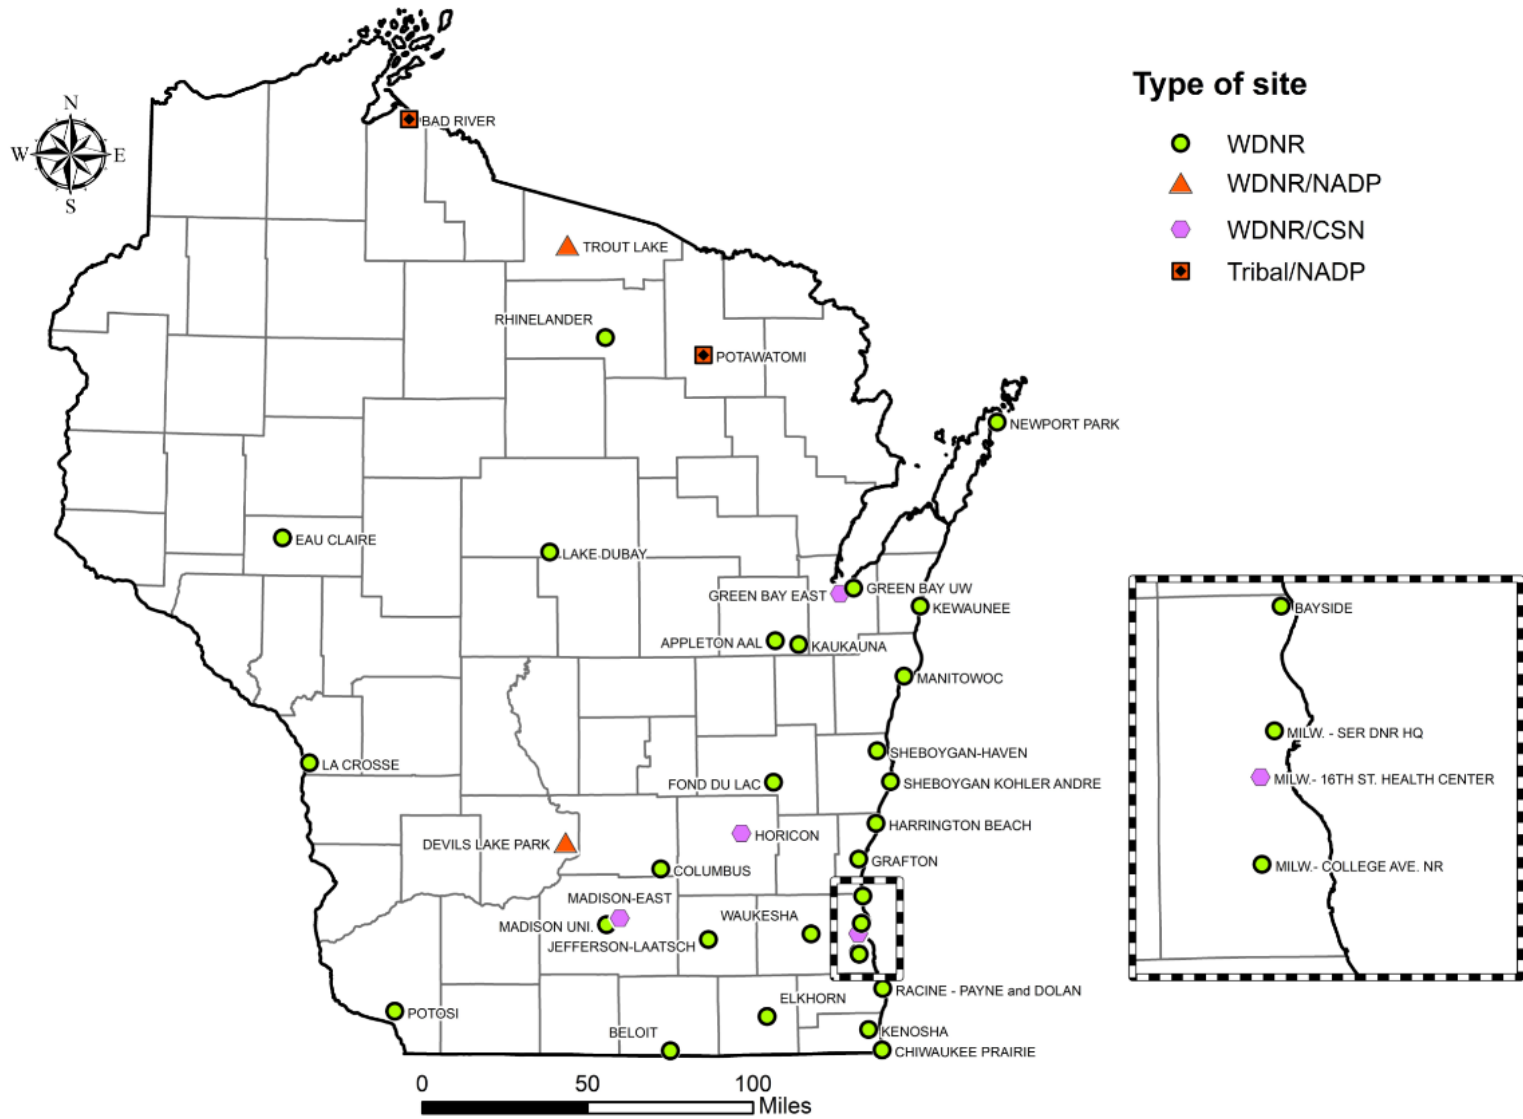 Type of site
N
W
E
S
BAD RIVER
WDNR
WDNR/NADP
WDNR/CSN
Tribal/NADP
TROUT LAKE
RHINELANDER
POTAWATOMI
NEWPORT PARK
EAU CLAIRE
LAKE DUBAY
GREEN BAY EAST
GREEN BAY UW
KEWAUNEE
APPLETON AAL
KAUKAUNA
MANITOWOC
SHEBOYGAN-HAVEN
LA CROSSE
FOND DU LAC
SHEBOYGAN KOHLER ANDRE
HARRINGTON BEACH
HORICON
DEVILS LAKE PARK
GRAFTON
COLUMBUS
MADISON-EAST
MADISON UNI.
WAUKESHA
JEFFERSON-LAATSCH
RACINE - PAYNE and DOLAN
ELKHORN
POTOSI
BELOIT
KENOSHA
CHIWAUKEE PRAIRIE
BAYSIDE
MILW. - SER DNR HQ
MILW.- 16TH ST. HEALTH CENTER
MILW.- COLLEGE AVE. NR
0 50 100
Miles